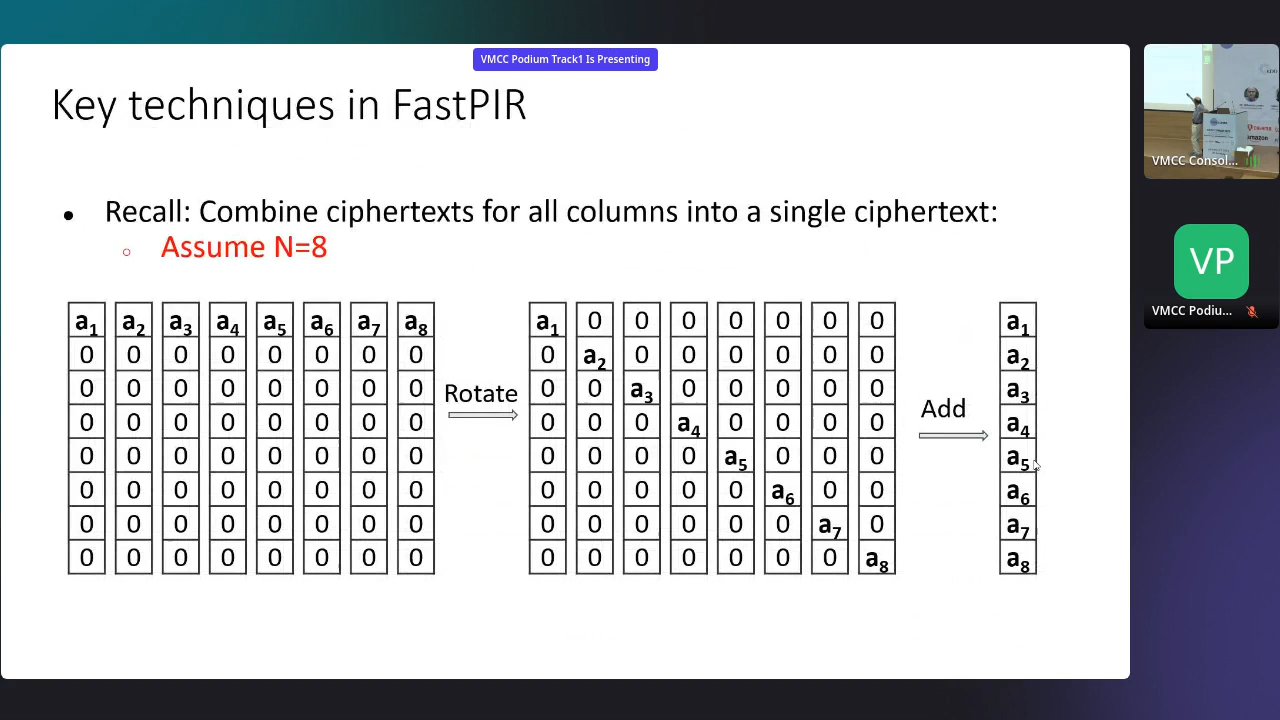 VMCC Podium Track1 Is Presenting
Key techniques in FastPIR
● Recall: Combine ciphertexts for all columns into a single ciphertext:
○ Assume N=8
a1 a2 a3 a4 a5 a6 a7 a8 a1 0 0 0 0 0 0 0 a1
0 0 0 0 0 0 0 0 0 a2 0 0 0 0 0 0 a2
0 0 0 0 0 0 0 0 Rotate 0 0 a3 0 0 0 0 0 Add a3
0 0 0 0 0 0 0 0 0 0 0 a4 0 0 0 0 a4
0 0 0 0 0 0 0 0 0 0 0 0 a5 0 0 0 a5
0 0 0 0 0 0 0 0 0 0 0 0 0 a6 0 0 a6
0 0 0 0 0 0 0 0 0 0 0 0 0 0 a7 0 a7
0 0 0 0 0 0 0 0 0 0 0 0 0 0 0 a8 a8
amazon
VMCC Consol...
VP
VMCC Podiu...